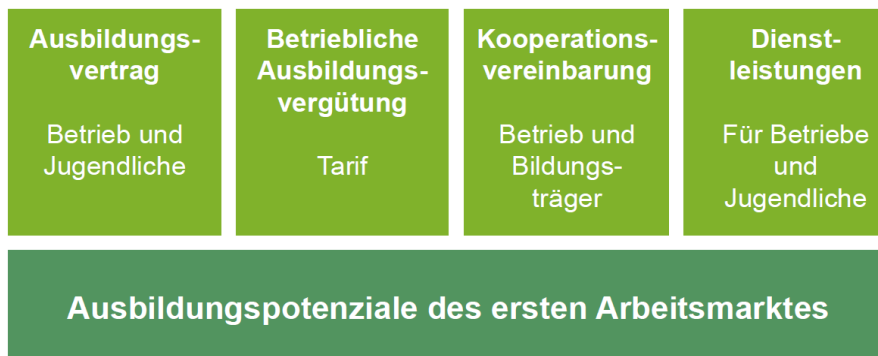 Ausbildungs-
vertrag
Betrieb und
Jugendliche
Betriebliche
Ausbildungs-
vergütung
Tarif
Kooperations-
vereinbarung
Betrieb und
Bildungs-
träger
Dienst-
leistungen
Für Betriebe
und
Jugendliche
Ausbildungspotenziale des ersten Arbeitsmarktes